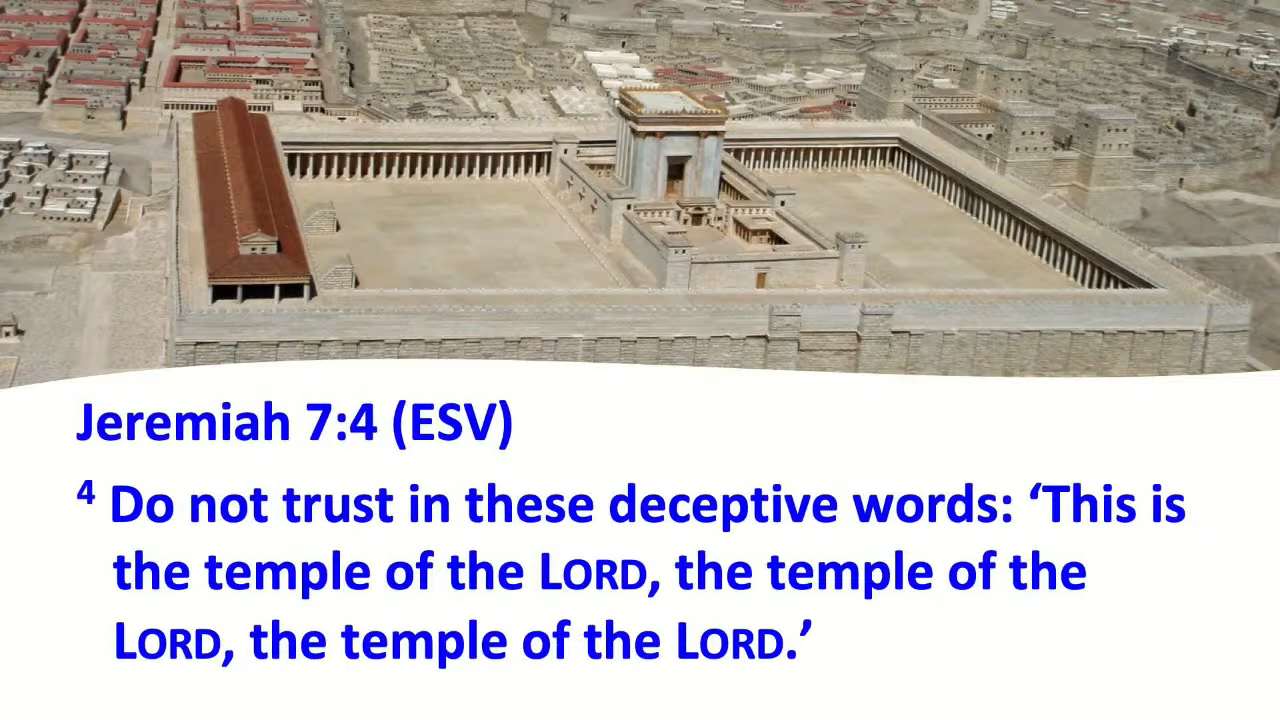 Jeremiah 7:4 (ESV)
⁴ Do not trust in these deceptive words: ‘This is
the temple of the LORD, the temple of the
LORD, the temple of the LORD.’